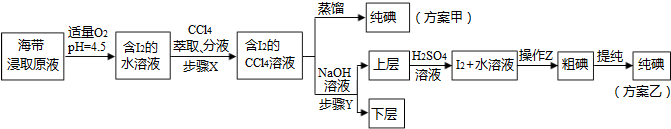 海带
浸取原液
适量O2
pH=4.5
含I2的
水溶液
CCl4
萃取、分液
步骤X
含I2的
CCl4溶液
蒸馏
纯碘
(方案甲)
NaOH
溶液
步骤Y
上层
下层
H2SO4
溶液
I2+水溶液
操作Z
粗碘
提纯
纯碘
(方案乙)